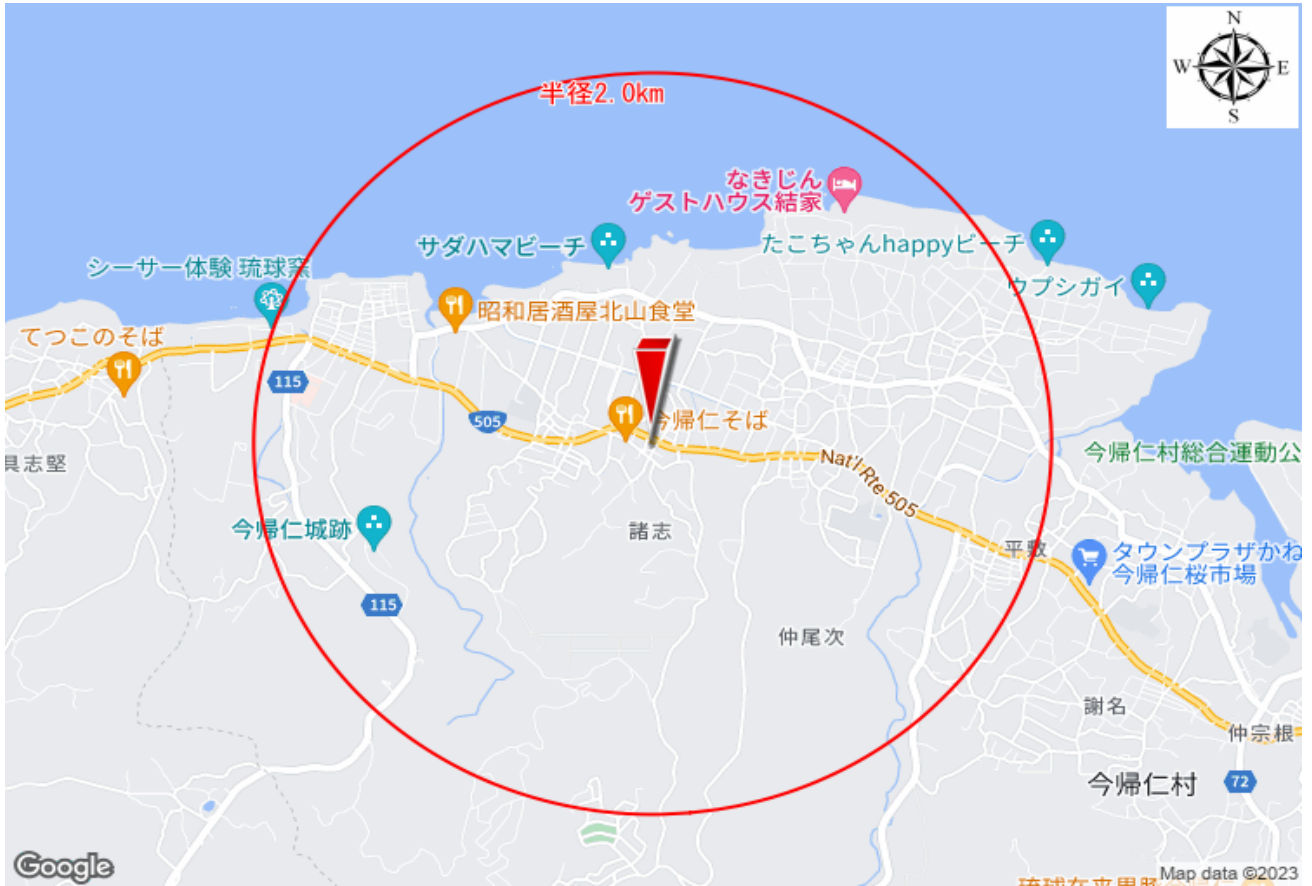 N
W E
S
半径2.0km
なきじん
ゲストハウス結家
サダハマビーチ
たこちゃんhappyビーチ
シーサー体験 琉球窯
ウプシガイ
昭和居酒屋北山食堂
てつこのそば
115
505
今帰仁そば
今帰仁村総合運動公
具志堅
Nat'l Rte 505
今帰仁城跡
諸志
平敷
タウンプラザかね
今帰仁桜市場
115
仲尾次
謝名
仲宗根
今帰仁村
72
Google
Map data ©2023